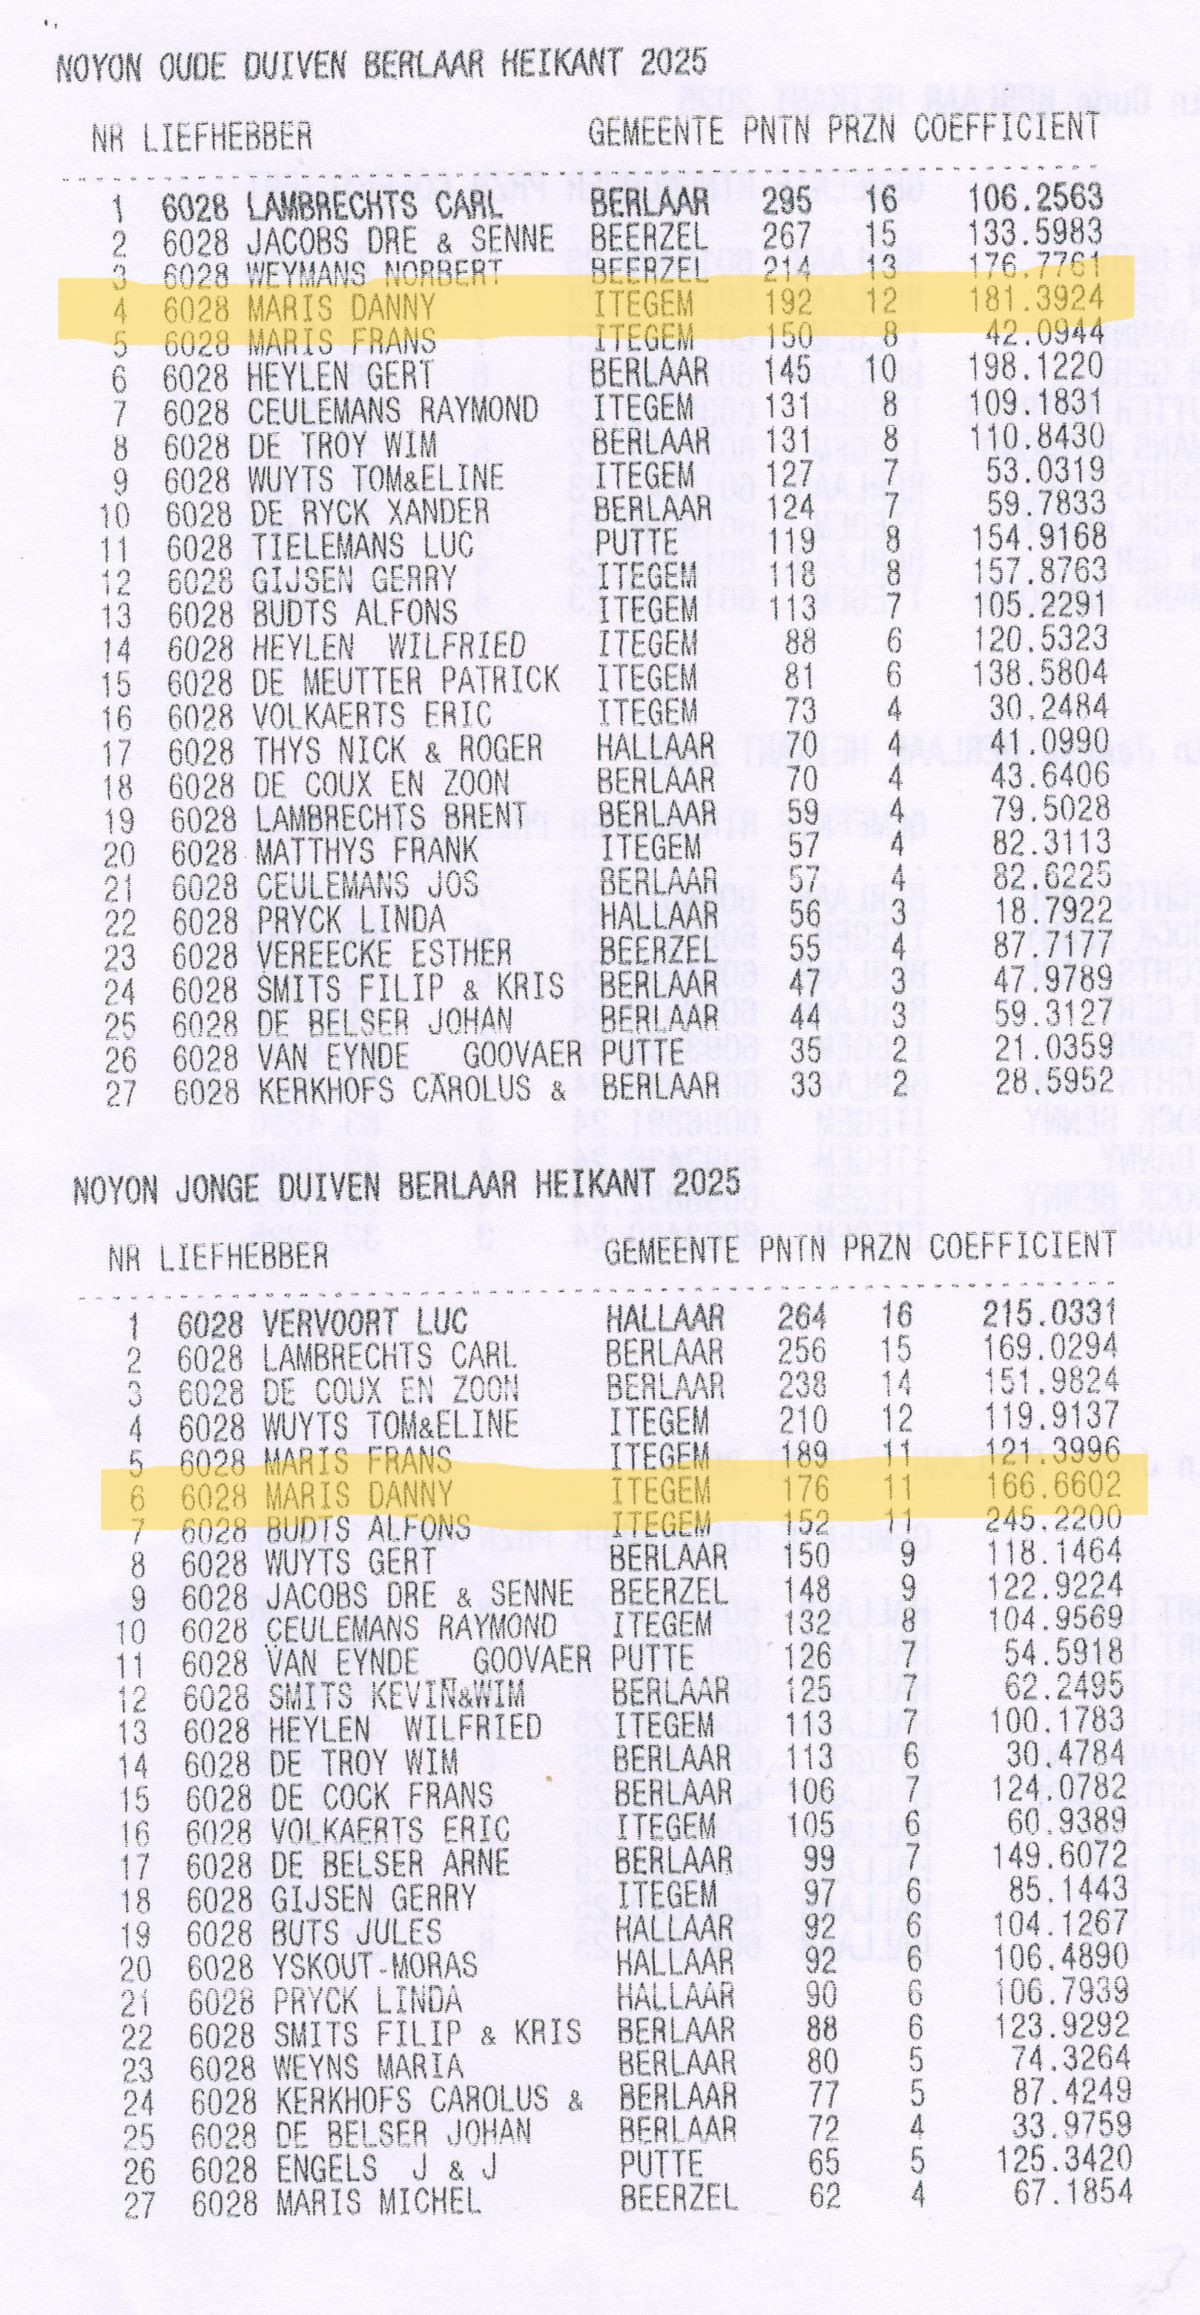 NOYON OUDE DUIVEN BERLAAR HEIKANT 2025
NR LIEFHEBBER GEMEENTE PNTN PRZN COEFFICIENT
1 6028 LAMBRECHTS CARL BERLAAR 295 16 106.2563
2 6028 JACOBS DRE & SENNE BEERZEL 267 15 133.5983
3 6028 WEYMANS NORBERT BEERZEL 214 13 176.7761
4 6028 MARIS DANNY ITEGEM 192 12 181.3924
5 6028 MARIS FRANS ITEGEM 150 8 42.0944
6 6028 HEYLEN GERT BERLAAR 145 10 198.1220
7 6028 CEULEMANS RAYMOND ITEGEM 131 8 109.1831
8 6028 DE TROY WIM BERLAAR 131 8 110.8430
9 6028 WUYTS TOM&ELINE ITEGEM 127 7 53.0319
10 6028 DE RYCK XANDER BERLAAR 124 7 59.7833
11 6028 TIELEMANS LUC PUTTE 119 8 154.9168
12 6028 GIJSEN GERRY ITEGEM 118 8 157.8763
13 6028 BUDTS ALFONS ITEGEM 113 7 105.2291
14 6028 HEYLEN WILFRIED ITEGEM 88 6 120.5323
15 6028 DE MEUTTER PATRICK ITEGEM 81 6 138.5804
16 6028 VOLKAERTS ERIC ITEGEM 73 4 30.2484
17 6028 THYS NICK & ROGER HALLAAR 70 4 41.0990
18 6028 DE COUX EN ZOON BERLAAR 70 4 43.6406
19 6028 LAMBRECHTS BRENT BERLAAR 59 4 79.5028
20 6028 MATTHYS FRANK ITEGEM 57 4 82.3113
21 6028 CEULEMANS JOS BERLAAR 57 4 82.6225
22 6028 PRYCK LINDA HALLAAR 56 3 18.7922
23 6028 VEREECKE ESTHER BEERZEL 55 4 87.7177
24 6028 SMITS FILIP & KRIS BERLAAR 47 3 47.9789
25 6028 DE BELSER JOHAN BERLAAR 44 3 59.3127
26 6028 VAN EYNDE GOOVAER PUTTE 35 2 21.0359
27 6028 KERKHOFS CAROLUS & BERLAAR 33 2 28.5952
NOYON JONGE DUIVEN BERLAAR HEIKANT 2025
NR LIEFHEBBER GEMEENTE PNTN PRZN COEFFICIENT
1 6028 VERVOORT LUC HALLAAR 264 16 215.0331
2 6028 LAMBRECHTS CARL BERLAAR 256 15 169.0294
3 6028 DE COUX EN ZOON BERLAAR 238 14 151.9824
4 6028 WUYTS TOM&ELINE ITEGEM 210 12 119.9137
5 6028 MARIS FRANS ITEGEM 189 11 121.3996
6 6028 MARIS DANNY ITEGEM 176 11 166.6602
7 6028 BUDTS ALFONS ITEGEM 152 11 245.2200
8 6028 WUYTS GERT BERLAAR 150 9 118.1464
9 6028 JACOBS DRE & SENNE BEERZEL 148 9 122.9224
10 6028 CEULEMANS RAYMOND ITEGEM 132 8 104.9569
11 6028 VAN EYNDE GOOVAER PUTTE 126 7 54.5918
12 6028 SMITS KEVIN&WIM BERLAAR 125 7 62.2495
13 6028 HEYLEN WILFRIED ITEGEM 113 7 100.1783
14 6028 DE TROY WIM BERLAAR 113 6 30.4784
15 6028 DE COCK FRANS BERLAAR 106 7 124.0782
16 6028 VOLKAERTS ERIC ITEGEM 105 6 60.9389
17 6028 DE BELSER ARNE BERLAAR 99 7 149.6072
18 6028 GIJSEN GERRY ITEGEM 97 6 85.1443
19 6028 BUTS JULES HALLAAR 92 6 104.1267
20 6028 YSKOUT-MORAS HALLAAR 92 6 106.4890
21 6028 PRYCK LINDA HALLAAR 90 6 106.7939
22 6028 SMITS FILIP & KRIS BERLAAR 88 6 123.9292
23 6028 WEYNS MARIA BERLAAR 80 5 74.3264
24 6028 KERKHOFS CAROLUS & BERLAAR 77 5 87.4249
25 6028 DE BELSER JOHAN BERLAAR 72 4 33.9759
26 6028 ENGELS J & J PUTTE 65 5 125.3420
27 6028 MARIS MICHEL BEERZEL 62 4 67.1854